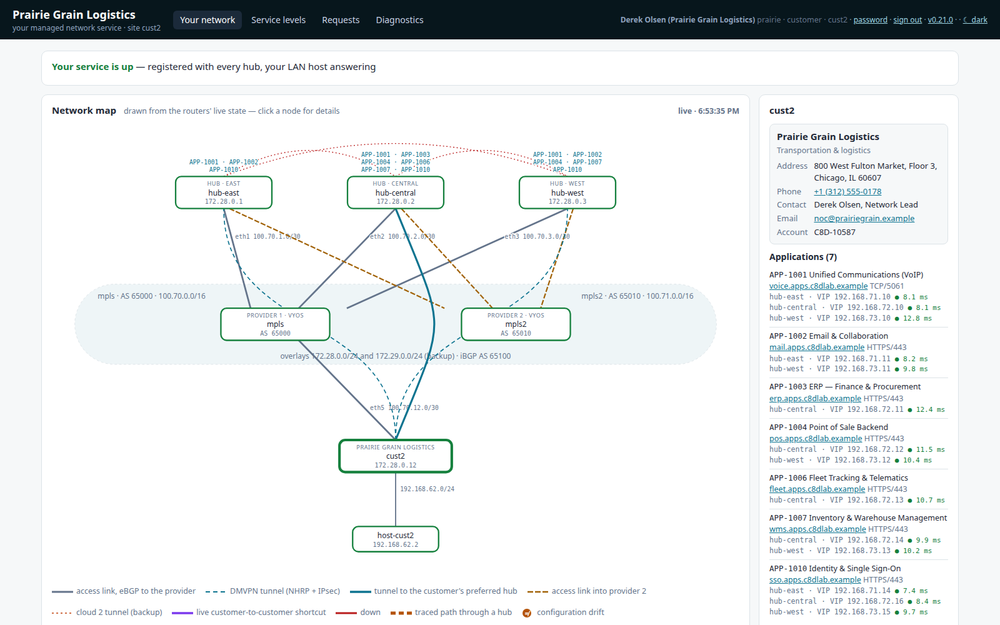 Prairie Grain Logistics
your managed network service · site cust2
Your network
Service levels
Requests
Diagnostics
Derek Olsen (Prairie Grain Logistics) prairie · customer · cust2 · password · sign out · v0.21.0 · · ☾ dark
Your service is up — registered with every hub, your LAN host answering
Network map drawn from the routers' live state — click a node for details
live · 6:53:35 PM
APP-1001 · APP-1002
APP-1010
APP-1001 · APP-1003
APP-1004 · APP-1006
APP-1007 · APP-1010
APP-1001 · APP-1002
APP-1004 · APP-1007
APP-1010
HUB · EAST
hub-east
172.28.0.1
HUB · CENTRAL
hub-central
172.28.0.2
HUB · WEST
hub-west
172.28.0.3
eth1 100.70.1.0/30
eth2 100.70.2.0/30
eth3 100.70.3.0/30
mpls · AS 65000 · 100.70.0.0/16
mpls2 · AS 65010 · 100.71.0.0/16
PROVIDER 1 · VYOS
mpls
AS 65000
PROVIDER 2 · VYOS
mpls2
AS 65010
overlays 172.28.0.0/24 and 172.29.0.0/24 (backup) · iBGP AS 65100
eth5 100.70.12.0/30
PRAIRIE GRAIN LOGISTICS
cust2
172.28.0.12
192.168.62.0/24
host-cust2
192.168.62.2
access link, eBGP to the provider
DMVPN tunnel (NHRP + IPsec)
tunnel to the customer's preferred hub
access link into provider 2
cloud 2 tunnel (backup)
live customer-to-customer shortcut
down
traced path through a hub
≠ configuration drift
cust2
Prairie Grain Logistics
Transportation & logistics
Address 800 West Fulton Market, Floor 3,
Chicago, IL 60607
Phone +1 (312) 555-0178
Contact Derek Olsen, Network Lead
Email noc@prairiegrain.example
Account C8D-10587
Applications (7)
APP-1001 Unified Communications (VoIP)
voice.apps.c8dlab.example TCP/5061
hub-east · VIP 192.168.71.10 ● 8.1 ms
hub-central · VIP 192.168.72.10 ● 8.1 ms
hub-west · VIP 192.168.73.10 ● 12.8 ms
APP-1002 Email & Collaboration
mail.apps.c8dlab.example HTTPS/443
hub-east · VIP 192.168.71.11 ● 8.2 ms
hub-west · VIP 192.168.73.11 ● 9.8 ms
APP-1003 ERP — Finance & Procurement
erp.apps.c8dlab.example HTTPS/443
hub-central · VIP 192.168.72.11 ● 12.4 ms
APP-1004 Point of Sale Backend
pos.apps.c8dlab.example HTTPS/443
hub-central · VIP 192.168.72.12 ● 11.5 ms
hub-west · VIP 192.168.73.12 ● 10.4 ms
APP-1006 Fleet Tracking & Telematics
fleet.apps.c8dlab.example HTTPS/443
hub-central · VIP 192.168.72.13 ● 10.7 ms
APP-1007 Inventory & Warehouse Management
wms.apps.c8dlab.example HTTPS/443
hub-central · VIP 192.168.72.14 ● 9.9 ms
hub-west · VIP 192.168.73.13 ● 10.2 ms
APP-1010 Identity & Single Sign-On
sso.apps.c8dlab.example HTTPS/443
hub-east · VIP 192.168.71.14 ● 7.4 ms
hub-central · VIP 192.168.72.16 ● 8.4 ms
hub-west · VIP 192.168.73.15 ● 9.7 ms